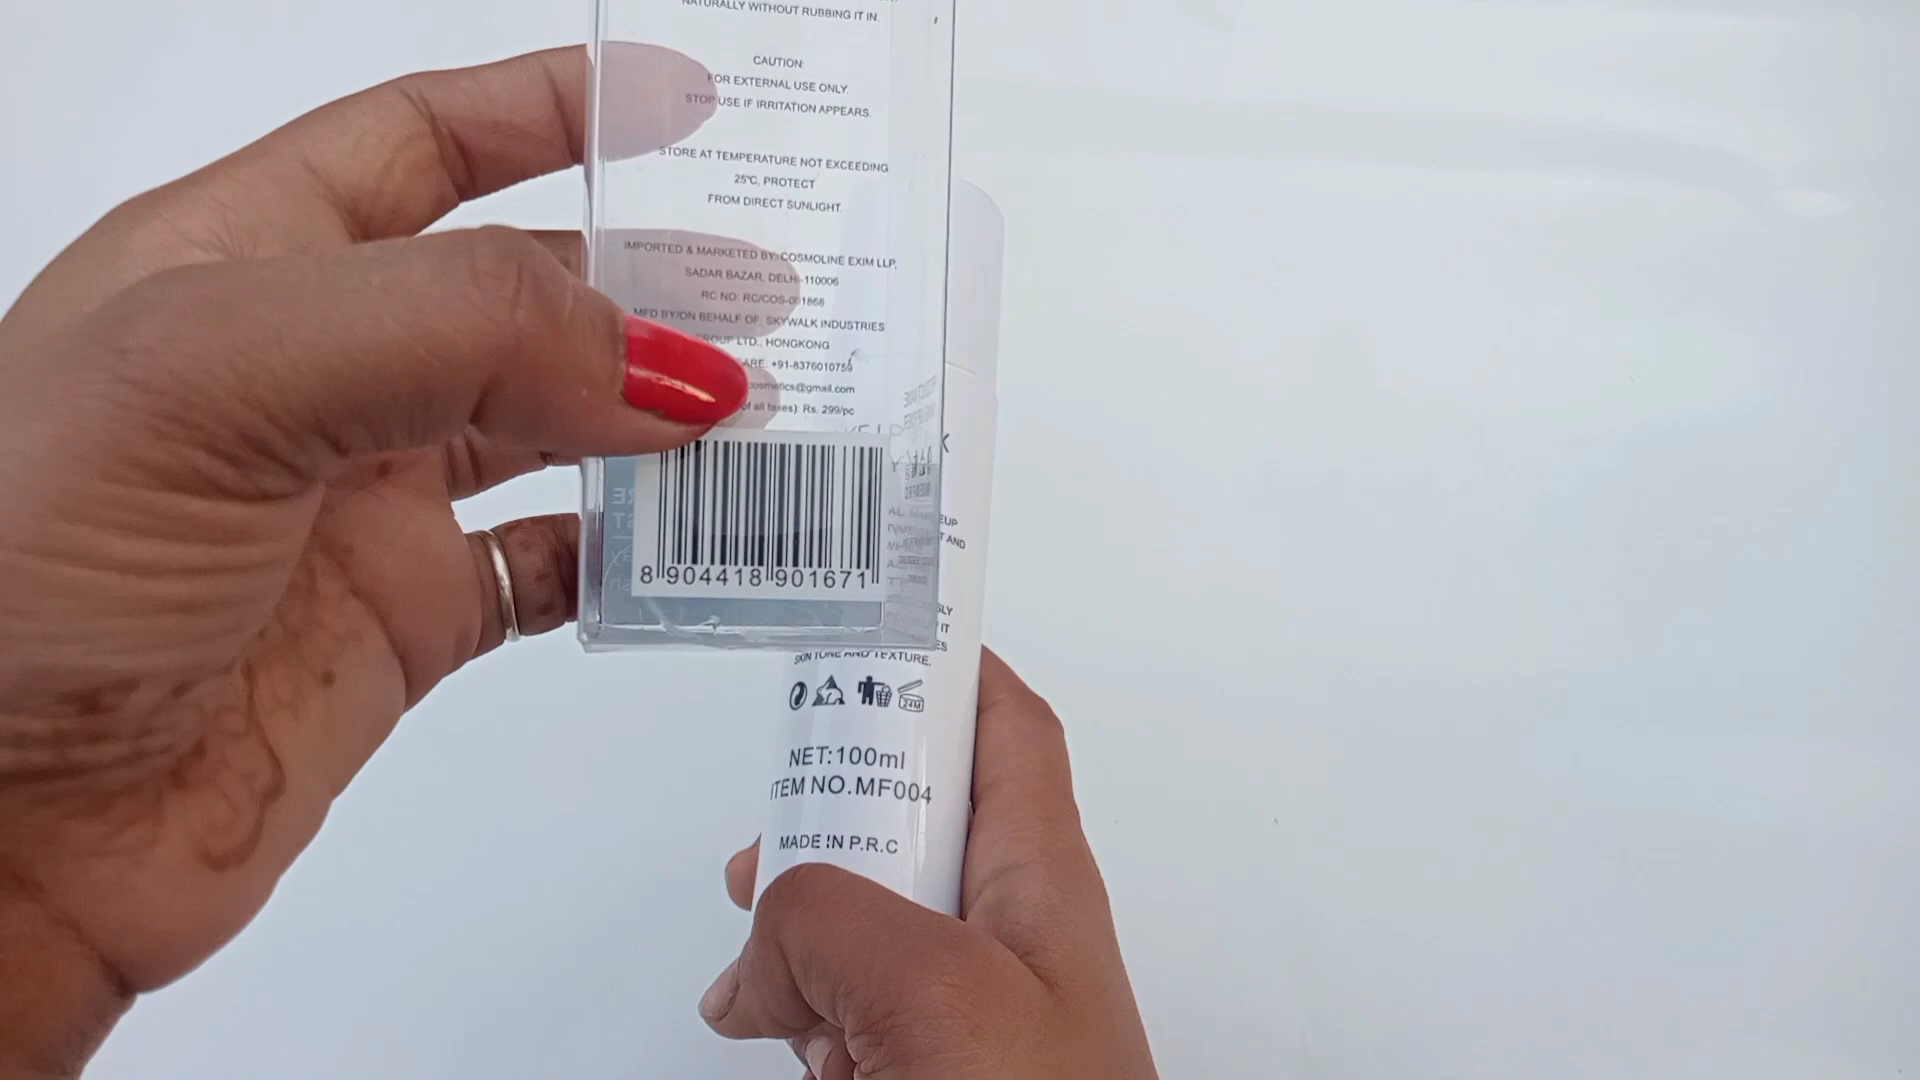 NATURALLY WITHOUT RUBBING IT IN.
CAUTION:
FOR EXTERNAL USE ONLY.
STOP USE IF IRRITATION APPEARS.
STORE AT TEMPERATURE NOT EXCEEDING
25℃, PROTECT
FROM DIRECT SUNLIGHT.
IMPORTED & MARKETED BY: COSMOLINE EXIM LLP,
SADAR BAZAR, DELHI-110006
RC NO: RC/COS-001868
MFD BY/ON BEHALF OF: SKYWALK INDUSTRIES
GROUP LTD., HONGKONG
+91-8376010759
cosmetics@gmail.com
of all taxes): Rs. 299/pc
8 904418 901671
SKIN TONE AND TEXTURE.
24M
NET:100ml
ITEM NO.MF004
MADE IN P.R.C